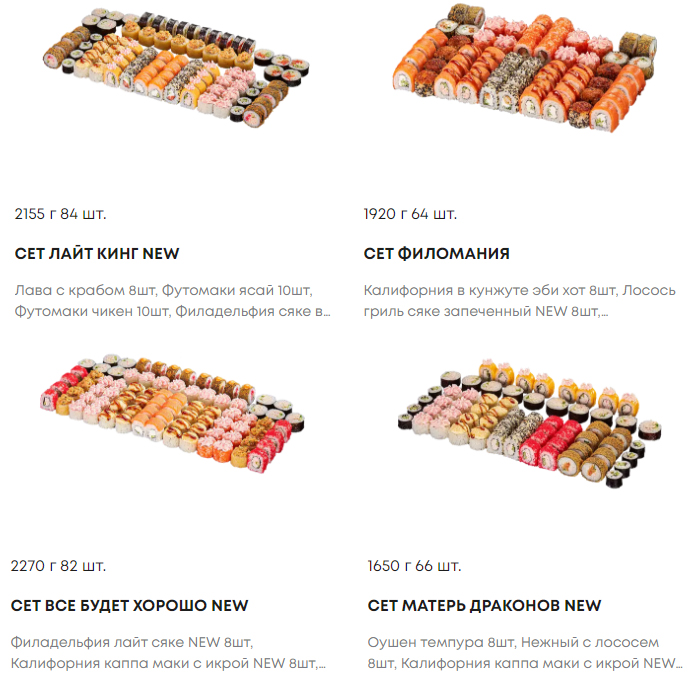 2155 г 84 шт.
СЕТ ЛАЙТ КИНГ NEW
Лава с крабом 8шт, Футомаки ясай 10шт,
Футомаки чикен 10шт, Филадельфия сяке в…
1920 г 64 шт.
СЕТ ФИЛОМАНИЯ
Калифорния в кунжуте эби хот 8шт, Лосось
гриль сяке запеченный NEW 8шт,…
2270 г 82 шт.
СЕТ ВСЕ БУДЕТ ХОРОШО NEW
Филадельфия лайт сяке NEW 8шт,
Калифорния каппа маки с икрой NEW 8шт,…
1650 г 66 шт.
СЕТ МАТЕРЬ ДРАКОНОВ NEW
Оушен темпура 8шт, Нежный с лососем
8шт, Калифорния каппа маки с икрой NEW…